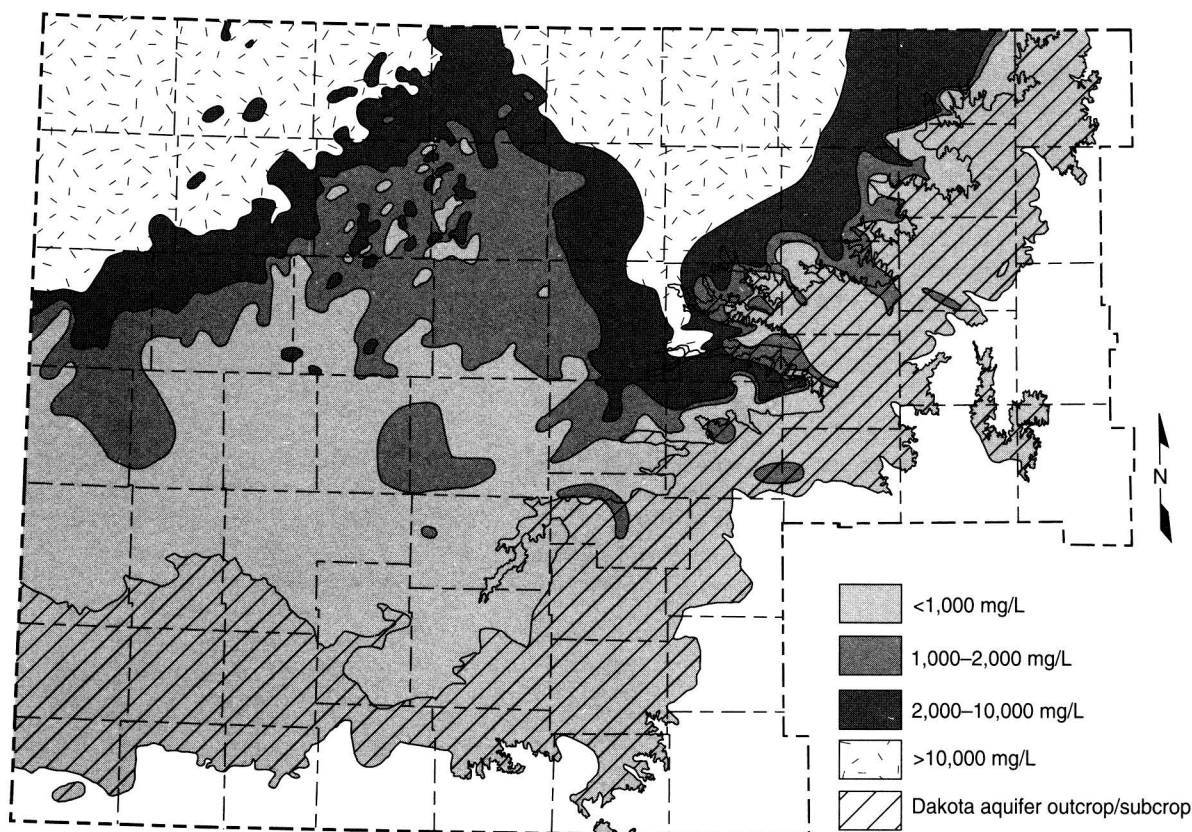 N
<1,000 mg/L
1,000–2,000 mg/L
2,000–10,000 mg/L
>10,000 mg/L
Dakota aquifer outcrop/subcrop